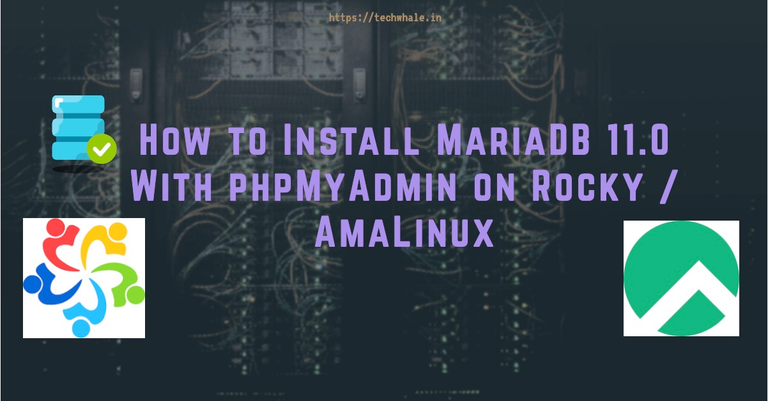 https://techwhale.in
How to Install MariaDB 11.0
With phpMyAdmin on Rocky /
AmaLinux